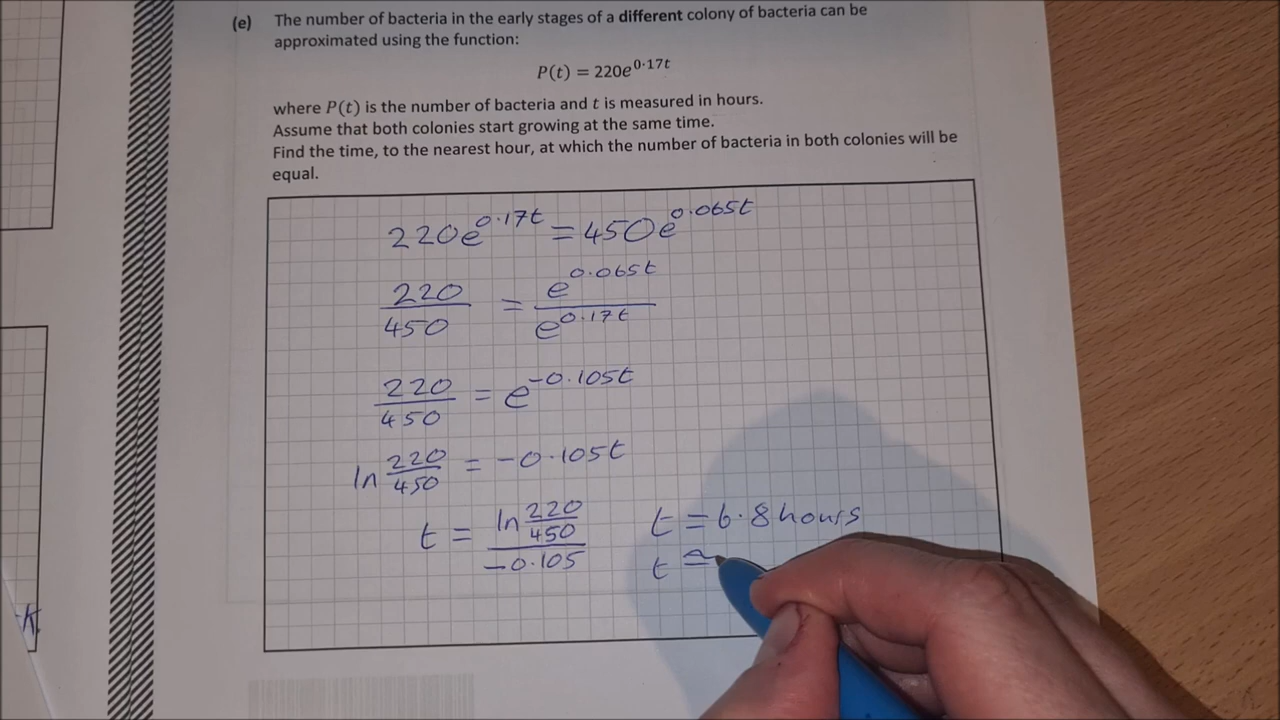 (e) The number of bacteria in the early stages of a different colony of bacteria can be
approximated using the function:
P(t) = 220e^{0·17t}
where P(t) is the number of bacteria and t is measured in hours.
Assume that both colonies start growing at the same time.
Find the time, to the nearest hour, at which the number of bacteria in both colonies will be
equal.
220e^{0.17t} = 450e^{0.065t}
220/450 = e^{0.065t}/e^{0.17t}
220/450 = e^{-0.105t}
ln 220/450 = -0.105t
t = ln 220/450 / -0.105
t = 6.8 hours
t ≃